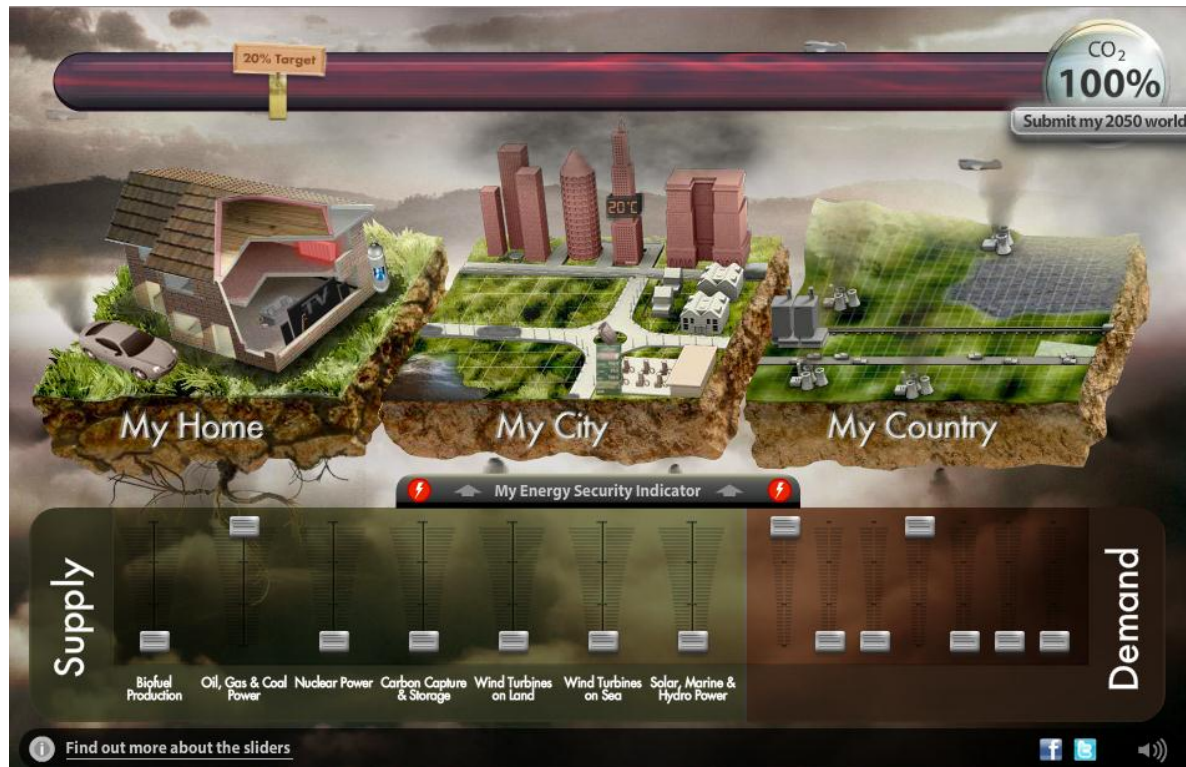 20% Target
CO₂
100%
Submit my 2050 world
20°C
TV
My Home
My City
My Country
My Energy Security Indicator
Supply
Biofuel
Production
Oil, Gas & Coal
Power
Nuclear Power
Carbon Capture
& Storage
Wind Turbines
on Land
Wind Turbines
on Sea
Solar, Marine &
Hydro Power
Demand
i
Find out more about the sliders
f